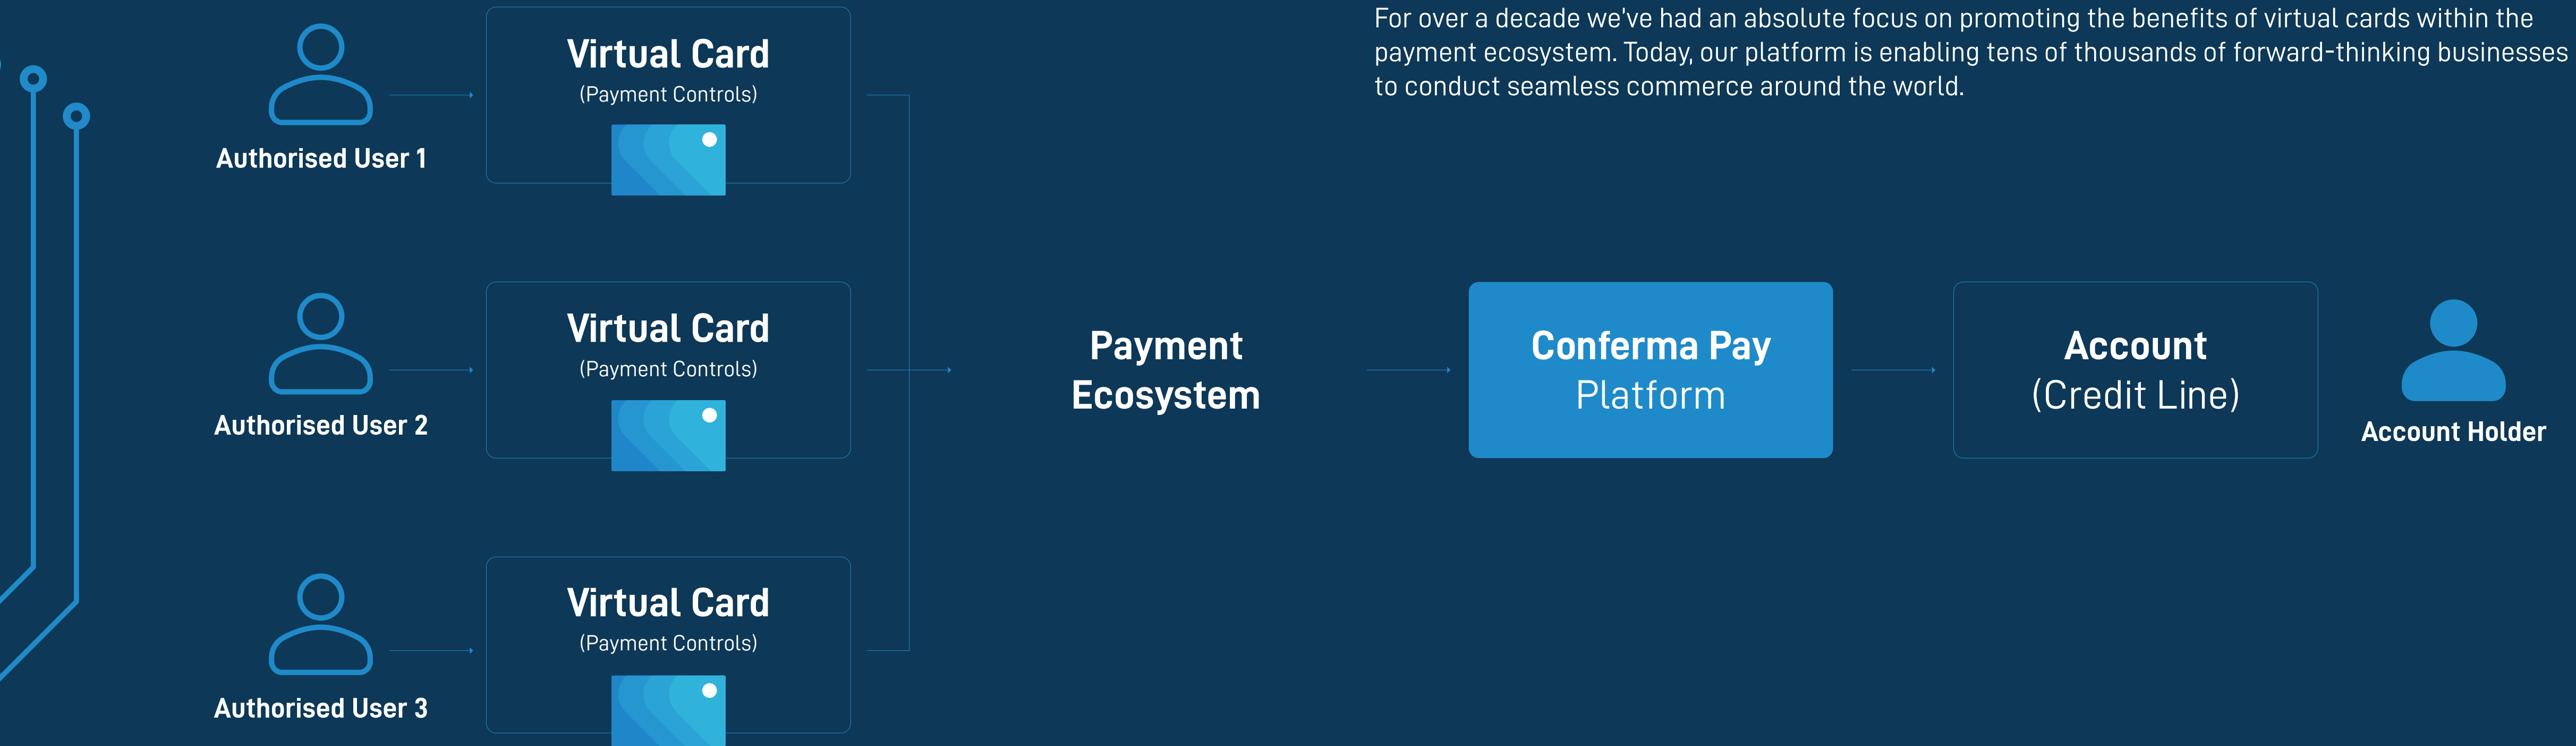 For over a decade we've had an absolute focus on promoting the benefits of virtual cards within the
payment ecosystem. Today, our platform is enabling tens of thousands of forward-thinking businesses
to conduct seamless commerce around the world.
Authorised User 1
Virtual Card
(Payment Controls)
Authorised User 2
Virtual Card
(Payment Controls)
Authorised User 3
Virtual Card
(Payment Controls)
Payment
Ecosystem
Conferma Pay
Platform
Account
(Credit Line)
Account Holder